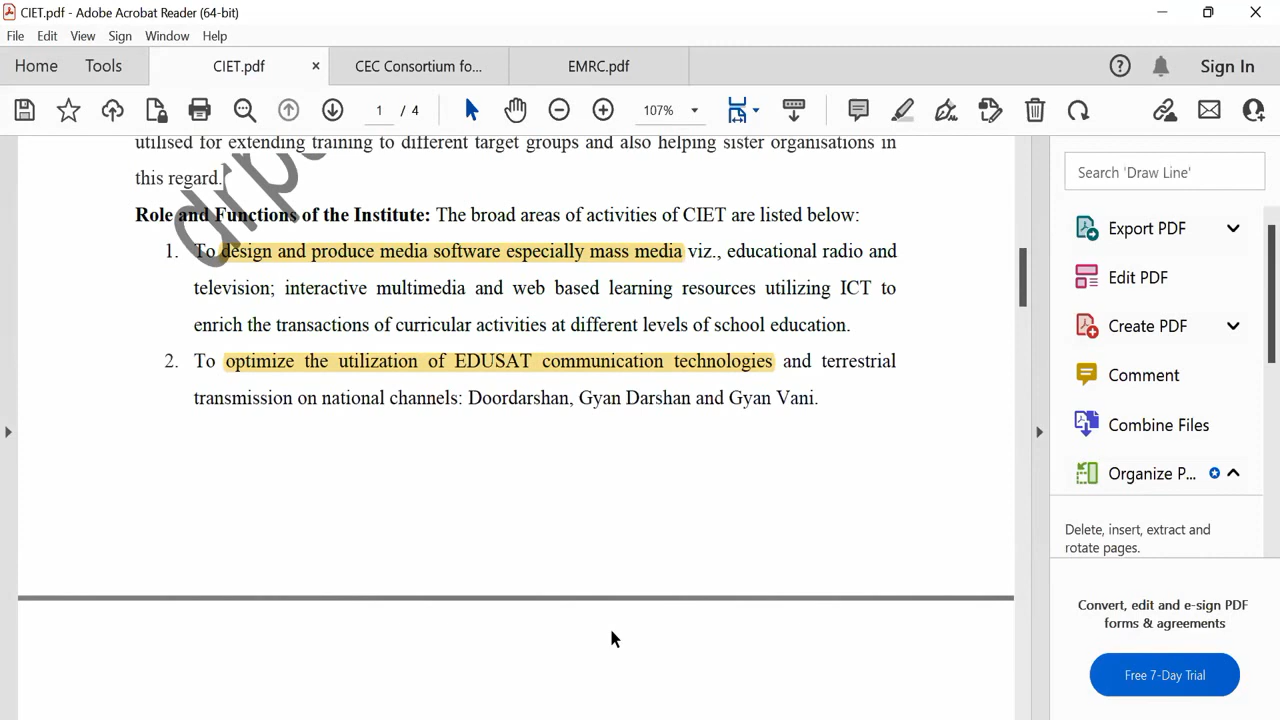 CIET.pdf - Adobe Acrobat Reader (64-bit)
File Edit View Sign Window Help
Home Tools CIET.pdf × CEC Consortium fo... EMRC.pdf Sign In
1 / 4 107%
utilised for extending training to different target groups and also helping sister organisations in
this regard.
Role and Functions of the Institute: The broad areas of activities of CIET are listed below:
1. To design and produce media software especially mass media viz., educational radio and
television; interactive multimedia and web based learning resources utilizing ICT to
enrich the transactions of curricular activities at different levels of school education.
2. To optimize the utilization of EDUSAT communication technologies and terrestrial
transmission on national channels: Doordarshan, Gyan Darshan and Gyan Vani.
Search 'Draw Line'
Export PDF
Edit PDF
Create PDF
Comment
Combine Files
Organize P...
Delete, insert, extract and
rotate pages.
Convert, edit and e-sign PDF
forms & agreements
Free 7-Day Trial